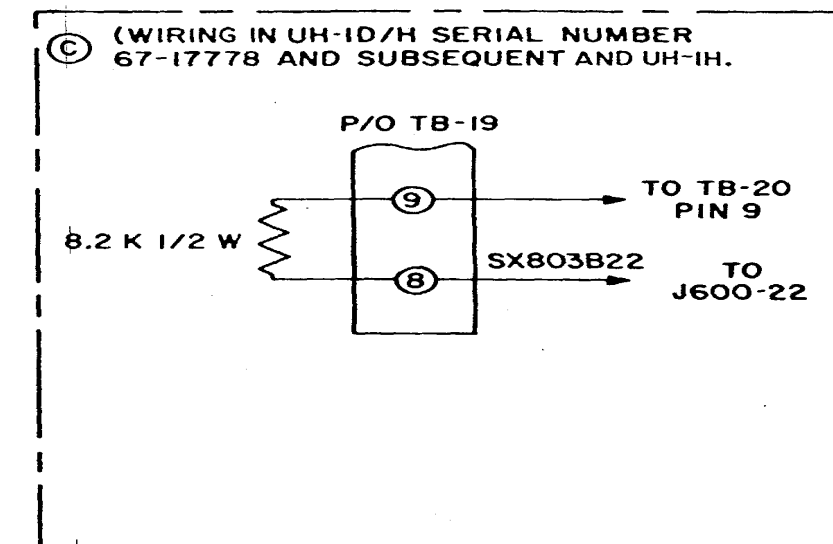 Ⓒ (WIRING IN UH-1D/H SERIAL NUMBER
67-17778 AND SUBSEQUENT AND UH-1H.
P/O TB-19
9
TO TB-20
PIN 9
8.2 K 1/2 W
SX803B22
8
TO
J600-22